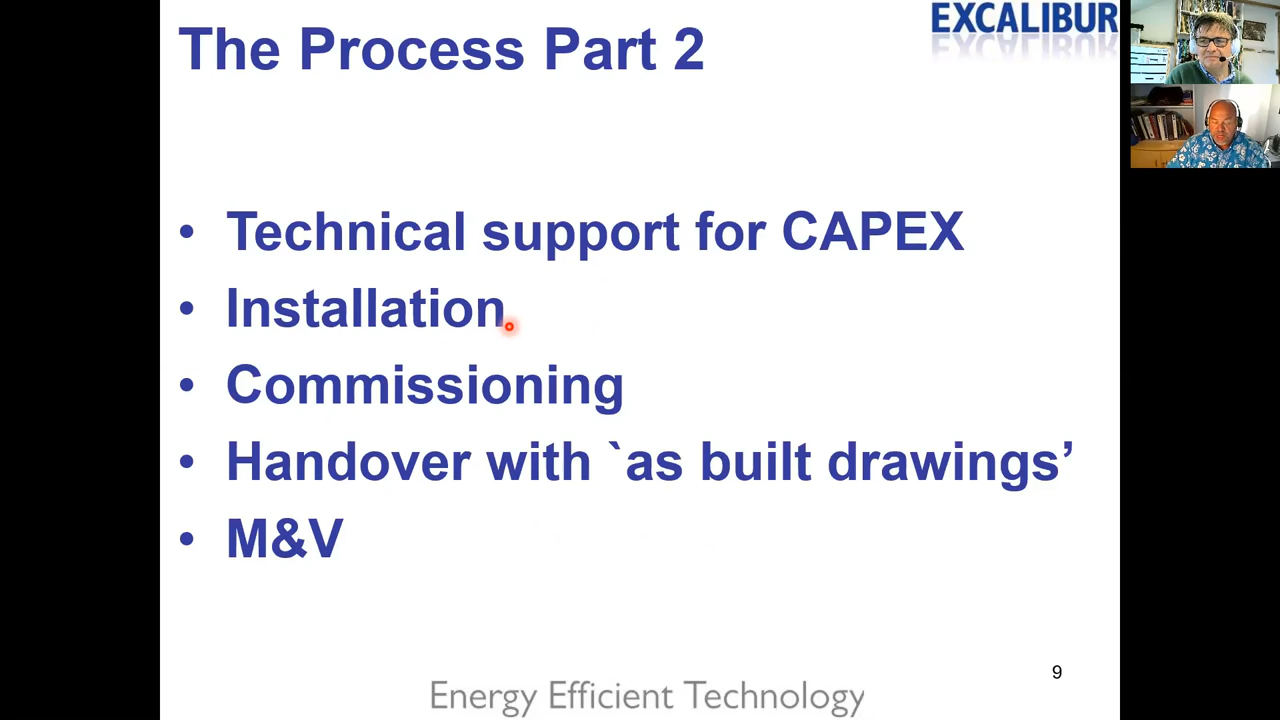 The Process Part 2
EXCALIBUR
• Technical support for CAPEX
• Installation
• Commissioning
• Handover with `as built drawings’
• M&V
9
Energy Efficient Technology